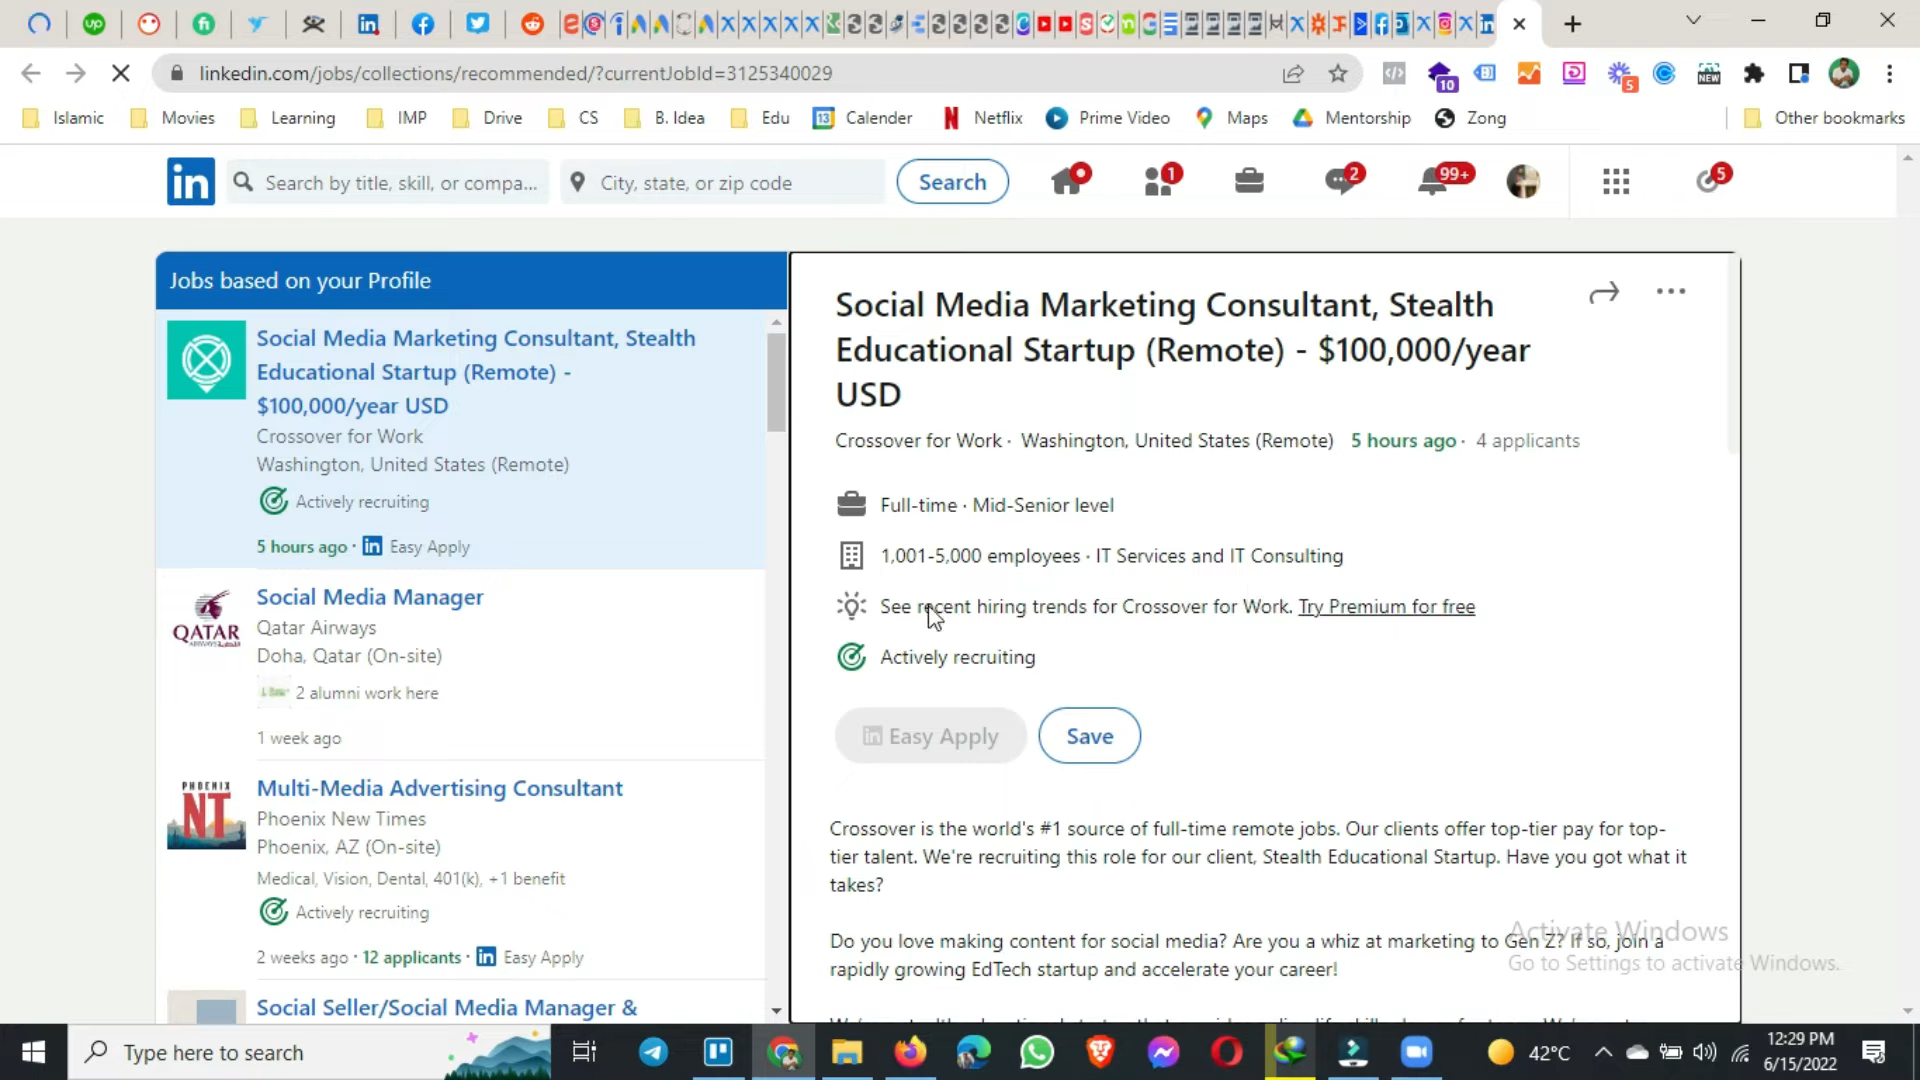 linkedin.com/jobs/collections/recommended/?currentJobId=3125340029
10
5
NEW
Islamic
Movies
Learning
IMP
Drive
CS
B. Idea
Edu
13
Calender
Netflix
Prime Video
Maps
Mentorship
Zong
Other bookmarks
in
Search by title, skill, or compa...
City, state, or zip code
Search
1
2
99+
5
Jobs based on your Profile
Social Media Marketing Consultant, Stealth
Educational Startup (Remote) -
$100,000/year USD
Crossover for Work
Washington, United States (Remote)
Actively recruiting
5 hours ago · in Easy Apply
QATAR
Social Media Manager
Qatar Airways
Doha, Qatar (On-site)
2 alumni work here
1 week ago
PHOENIX
NT
Multi-Media Advertising Consultant
Phoenix New Times
Phoenix, AZ (On-site)
Medical, Vision, Dental, 401(k), +1 benefit
Actively recruiting
2 weeks ago · 12 applicants · in Easy Apply
Social Seller/Social Media Manager &
Social Media Marketing Consultant, Stealth
Educational Startup (Remote) - $100,000/year
USD
Crossover for Work · Washington, United States (Remote) 5 hours ago · 4 applicants
Full-time · Mid-Senior level
1,001-5,000 employees · IT Services and IT Consulting
See recent hiring trends for Crossover for Work. Try Premium for free
Actively recruiting
in Easy Apply
Save
Crossover is the world's #1 source of full-time remote jobs. Our clients offer top-tier pay for top-
tier talent. We're recruiting this role for our client, Stealth Educational Startup. Have you got what it
takes?
Do you love making content for social media? Are you a whiz at marketing to Gen Z? If so, join a
rapidly growing EdTech startup and accelerate your career!
Activate Windows
Go to Settings to activate Windows.
Type here to search
42°C
12:29 PM
6/15/2022